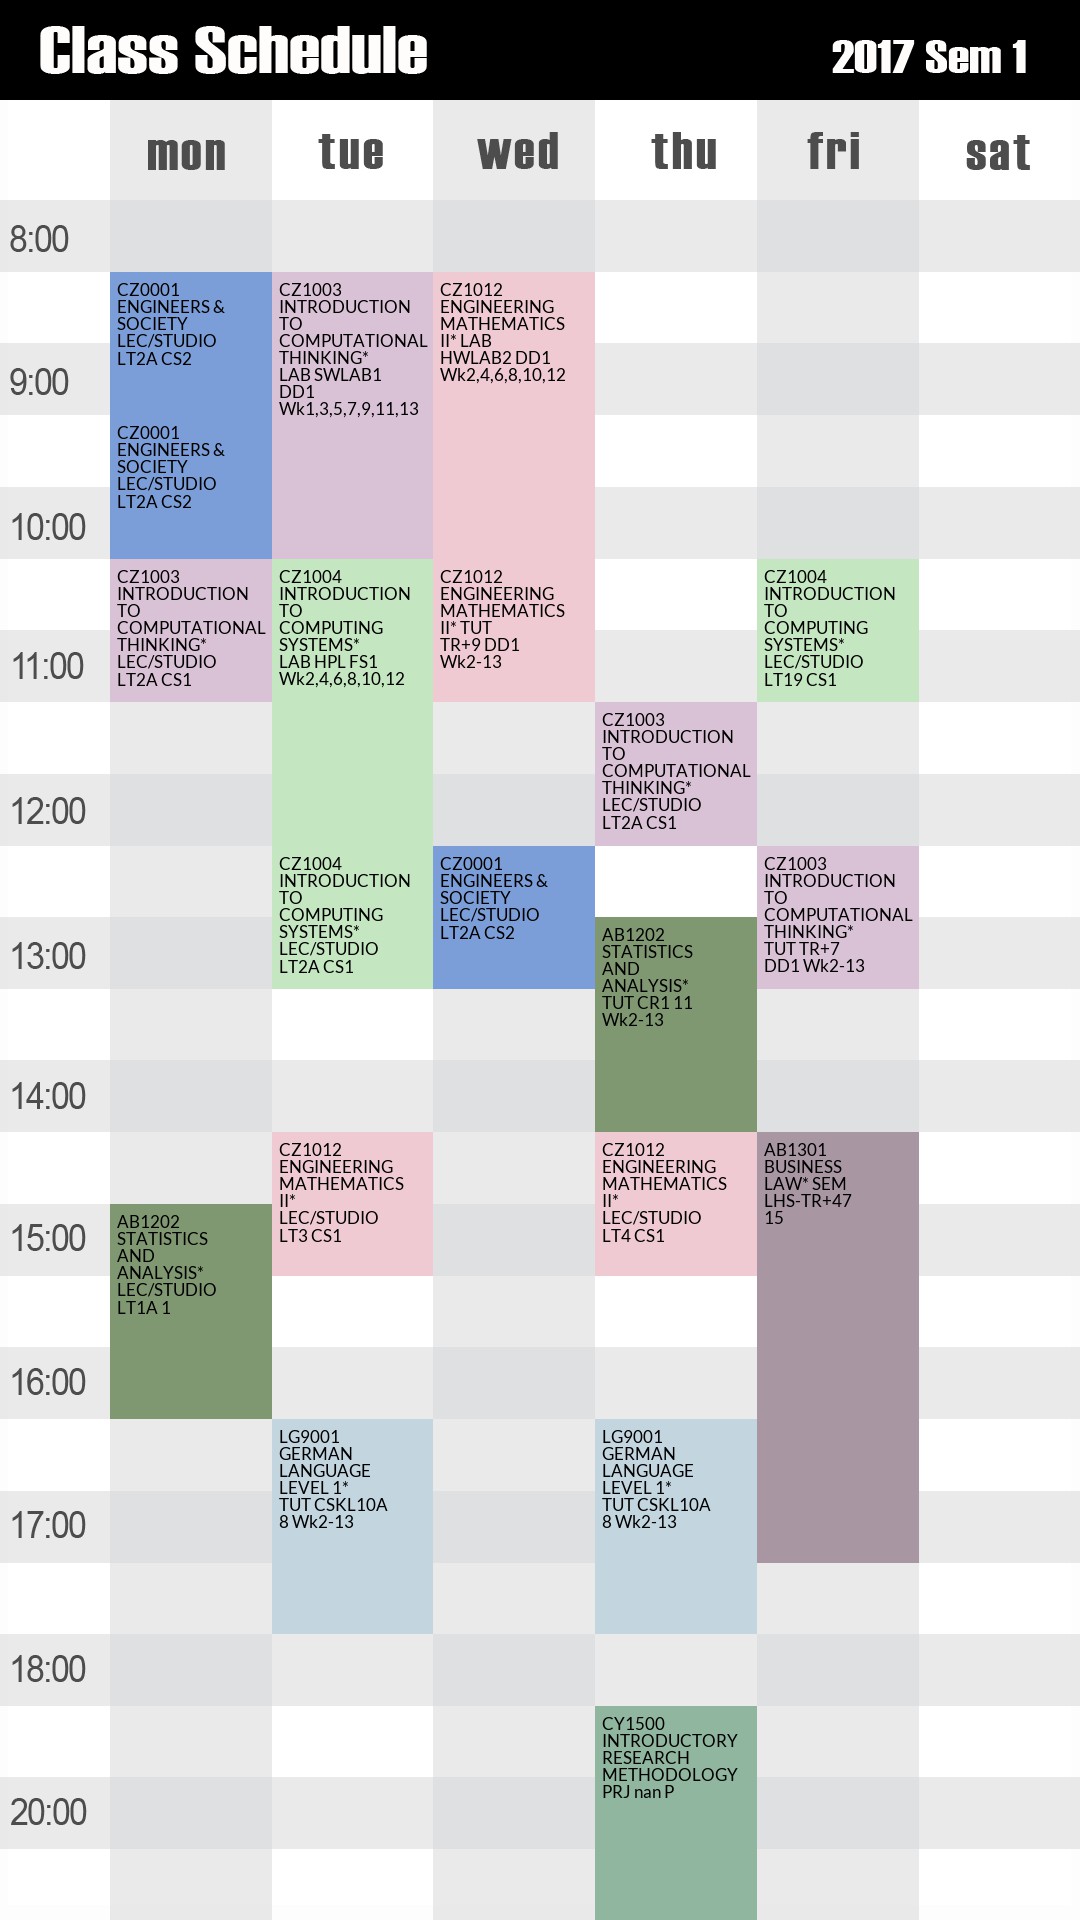 Class Schedule
2017 Sem 1
mon
tue
wed
thu
fri
sat
8:00
9:00
10:00
11:00
12:00
13:00
14:00
15:00
16:00
17:00
18:00
20:00
CZ0001
ENGINEERS &
SOCIETY
LEC/STUDIO
LT2A CS2
CZ0001
ENGINEERS &
SOCIETY
LEC/STUDIO
LT2A CS2
CZ1003
INTRODUCTION
TO
COMPUTATIONAL
THINKING*
LEC/STUDIO
LT2A CS1
AB1202
STATISTICS
AND
ANALYSIS*
LEC/STUDIO
LT1A 1
CZ1003
INTRODUCTION
TO
COMPUTATIONAL
THINKING*
LAB SWLAB1
DD1
Wk1,3,5,7,9,11,13
CZ1004
INTRODUCTION
TO
COMPUTING
SYSTEMS*
LAB HPL FS1
Wk2,4,6,8,10,12
CZ1004
INTRODUCTION
TO
COMPUTING
SYSTEMS*
LEC/STUDIO
LT2A CS1
CZ1012
ENGINEERING
MATHEMATICS
II*
LEC/STUDIO
LT3 CS1
LG9001
GERMAN
LANGUAGE
LEVEL 1*
TUT CSKL10A
8 Wk2-13
CZ1012
ENGINEERING
MATHEMATICS
II* LAB
HWLAB2 DD1
Wk2,4,6,8,10,12
CZ1012
ENGINEERING
MATHEMATICS
II* TUT
TR+9 DD1
Wk2-13
CZ0001
ENGINEERS &
SOCIETY
LEC/STUDIO
LT2A CS2
CZ1003
INTRODUCTION
TO
COMPUTATIONAL
THINKING*
LEC/STUDIO
LT2A CS1
AB1202
STATISTICS
AND
ANALYSIS*
TUT CR1 11
Wk2-13
CZ1012
ENGINEERING
MATHEMATICS
II*
LEC/STUDIO
LT4 CS1
LG9001
GERMAN
LANGUAGE
LEVEL 1*
TUT CSKL10A
8 Wk2-13
CY1500
INTRODUCTORY
RESEARCH
METHODOLOGY
PRJ nan P
CZ1004
INTRODUCTION
TO
COMPUTING
SYSTEMS*
LEC/STUDIO
LT19 CS1
CZ1003
INTRODUCTION
TO
COMPUTATIONAL
THINKING*
TUT TR+7
DD1 Wk2-13
AB1301
BUSINESS
LAW* SEM
LHS-TR+47
15